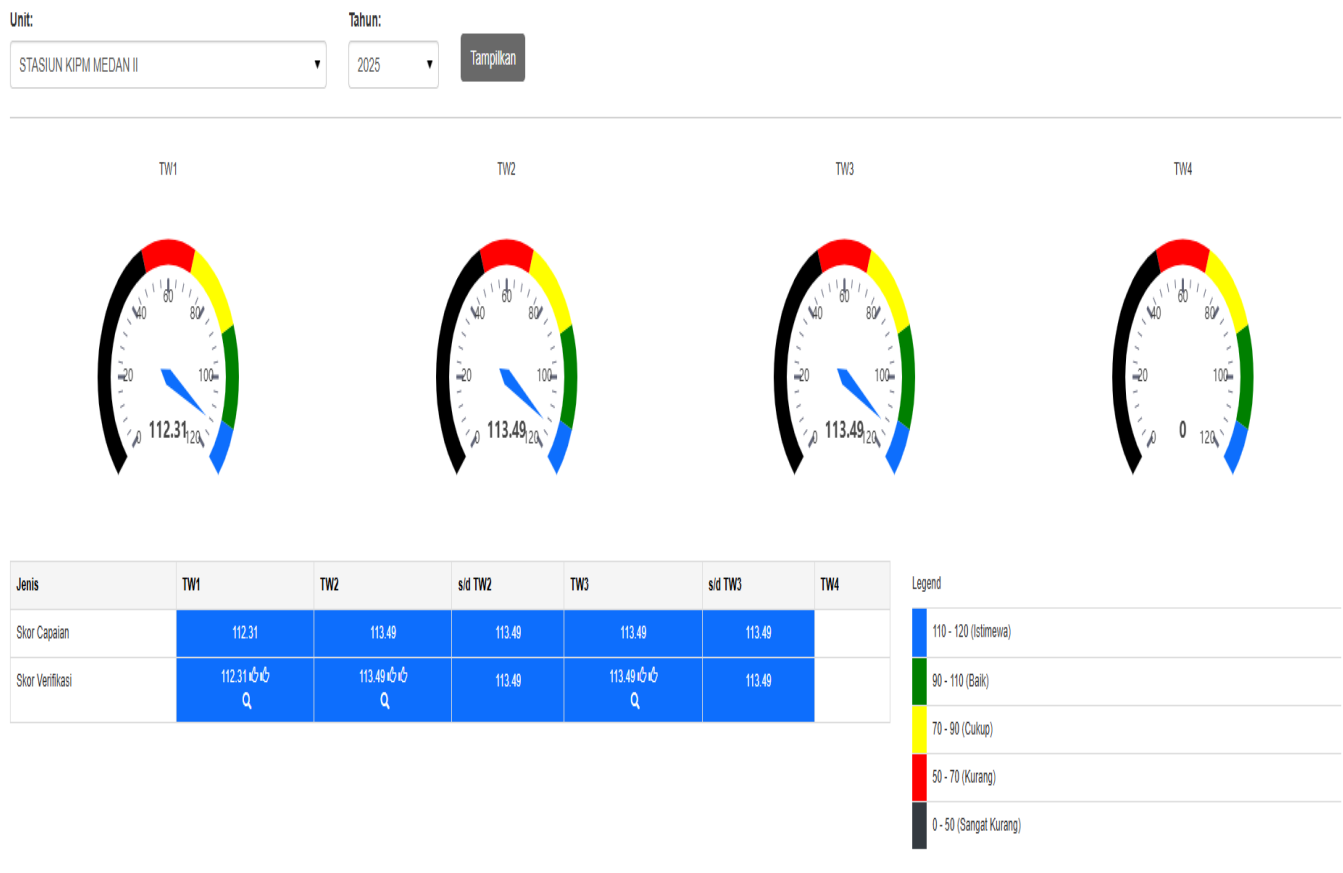 Unit: Tahun:
STASIUN KIPM MEDAN II 2025 Tampilkan
TW1 TW2 TW3 TW4
0 20 40 60 80 100 120
112.31
0 20 40 60 80 100 120
113.49
0 20 40 60 80 100 120
113.49
0 20 40 60 80 100 120
0
Jenis TW1 TW2 s/d TW2 TW3 s/d TW3 TW4
Skor Capaian 112.31 113.49 113.49 113.49 113.49
Skor Verifikasi 112.31 113.49 113.49 113.49 113.49
Legend
110 - 120 (Istimewa)
90 - 110 (Baik)
70 - 90 (Cukup)
50 - 70 (Kurang)
0 - 50 (Sangat Kurang)